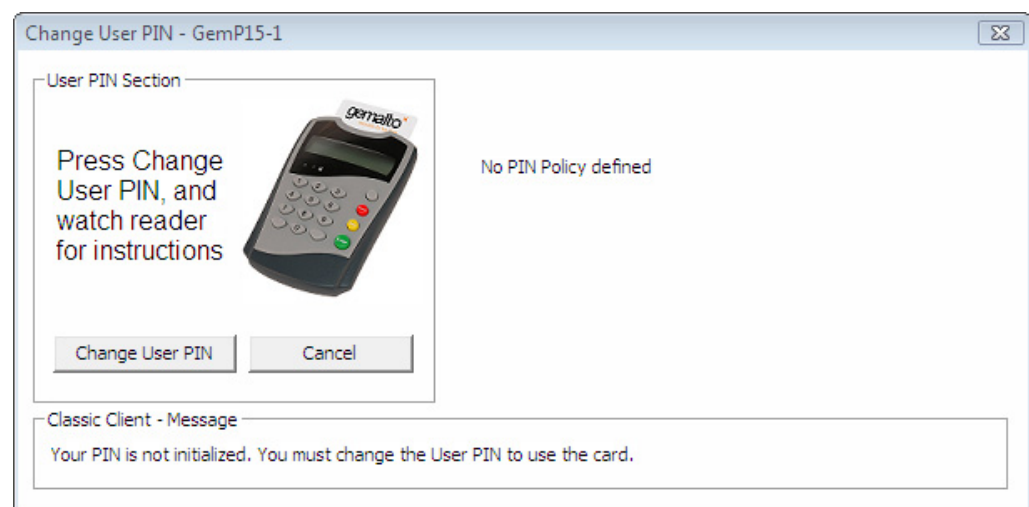 Change User PIN - GemP15-1
User PIN Section
gemalto
Press Change
User PIN, and
watch reader
for instructions
No PIN Policy defined
Change User PIN
Cancel
Classic Client - Message
Your PIN is not initialized. You must change the User PIN to use the card.